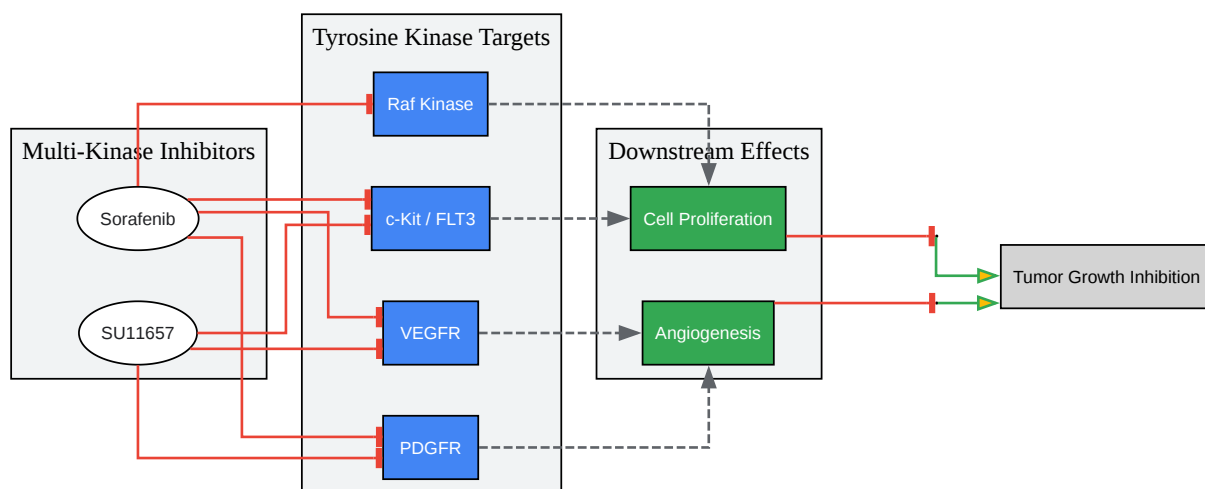 Tyrosine Kinase Targets
Raf Kinase
Multi-Kinase Inhibitors
Downstream Effects
Sorafenib
c-Kit / FLT3
Cell Proliferation
Tumor Growth Inhibition
SU11657
VEGFR
Angiogenesis
PDGFR